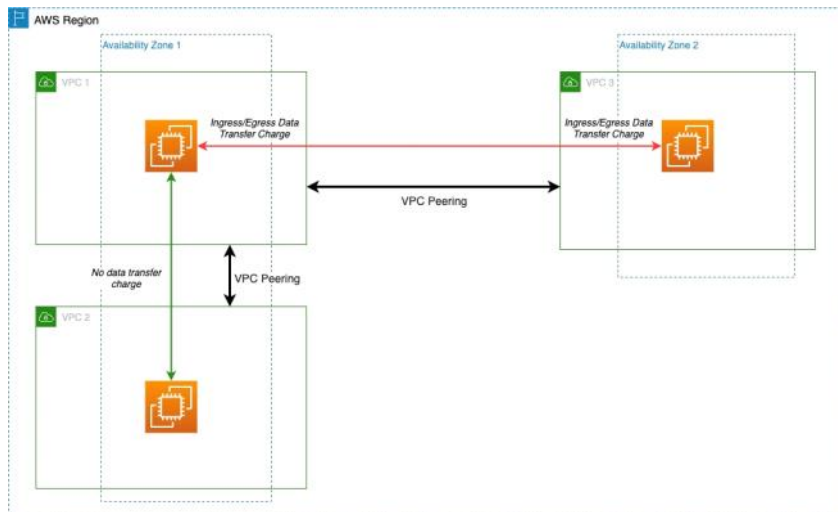 AWS Region
Availability Zone 1
Availability Zone 2
VPC 1
VPC 3
Ingress/Egress Data
Transfer Charge
Ingress/Egress Data
Transfer Charge
VPC Peering
No data transfer
charge
VPC Peering
VPC 2